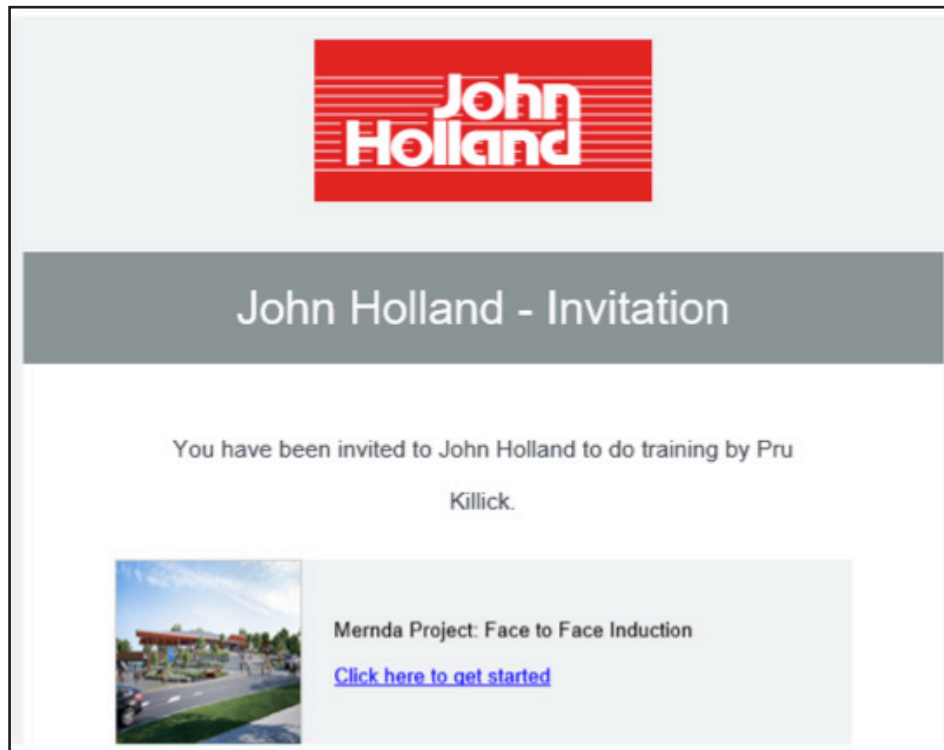 John
Holland
John Holland - Invitation
You have been invited to John Holland to do training by Pru
Killick.
Mernda Project: Face to Face Induction
Click here to get started